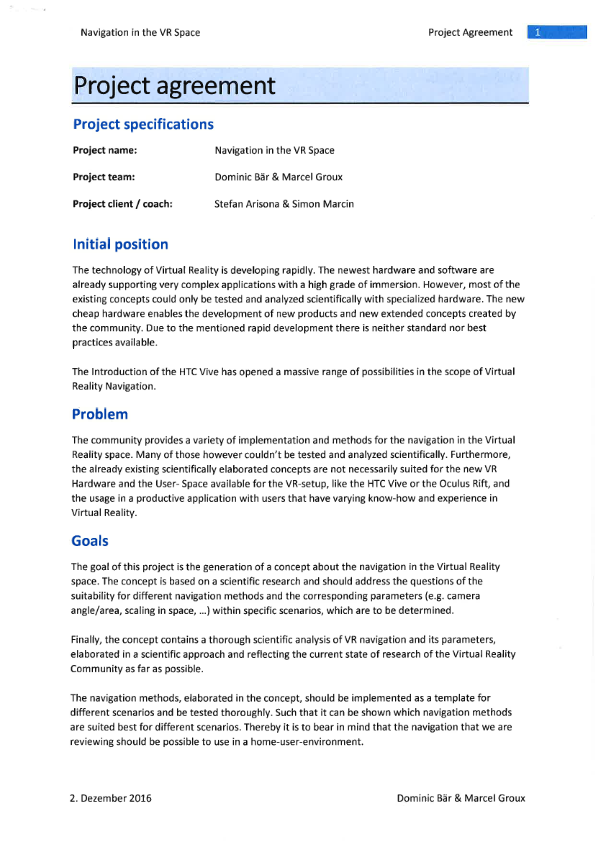 Navigation in the VR Space Project Agreement 1
Project agreement
Project specifications
Project name: Navigation in the VR Space
Project team: Dominic Bär & Marcel Groux
Project client / coach: Stefan Arisona & Simon Marcin
Initial position
The technology of Virtual Reality is developing rapidly. The newest hardware and software are
already supporting very complex applications with a high grade of immersion. However, most of the
existing concepts could only be tested and analyzed scientifically with specialized hardware. The new
cheap hardware enables the development of new products and new extended concepts created by
the community. Due to the mentioned rapid development there is neither standard nor best
practices available.
The Introduction of the HTC Vive has opened a massive range of possibilities in the scope of Virtual
Reality Navigation.
Problem
The community provides a variety of implementation and methods for the navigation in the Virtual
Reality space. Many of those however couldn't be tested and analyzed scientifically. Furthermore,
the already existing scientifically elaborated concepts are not necessarily suited for the new VR
Hardware and the User- Space available for the VR-setup, like the HTC Vive or the Oculus Rift, and
the usage in a productive application with users that have varying know-how and experience in
Virtual Reality.
Goals
The goal of this project is the generation of a concept about the navigation in the Virtual Reality
space. The concept is based on a scientific research and should address the questions of the
suitability for different navigation methods and the corresponding parameters (e.g. camera
angle/area, scaling in space, …) within specific scenarios, which are to be determined.
Finally, the concept contains a thorough scientific analysis of VR navigation and its parameters,
elaborated in a scientific approach and reflecting the current state of research of the Virtual Reality
Community as far as possible.
The navigation methods, elaborated in the concept, should be implemented as a template for
different scenarios and be tested thoroughly. Such that it can be shown which navigation methods
are suited best for different scenarios. Thereby it is to bear in mind that the navigation that we are
reviewing should be possible to use in a home-user-environment.
2. Dezember 2016 Dominic Bär & Marcel Groux